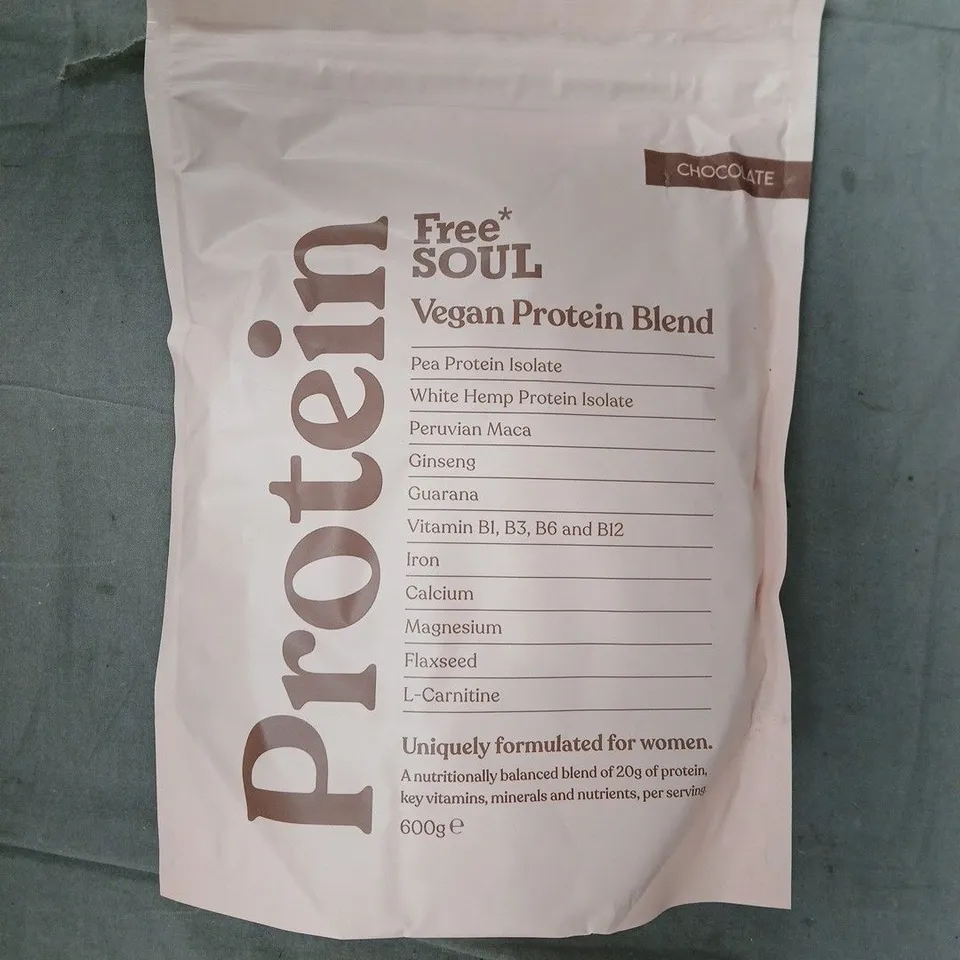 CHOCOLATE
Protein
Free*
SOUL
Vegan Protein Blend
Pea Protein Isolate
White Hemp Protein Isolate
Peruvian Maca
Ginseng
Guarana
Vitamin B1, B3, B6 and B12
Iron
Calcium
Magnesium
Flaxseed
L-Carnitine
Uniquely formulated for women.
A nutritionally balanced blend of 20g of protein,
key vitamins, minerals and nutrients, per serving.
600g ℮